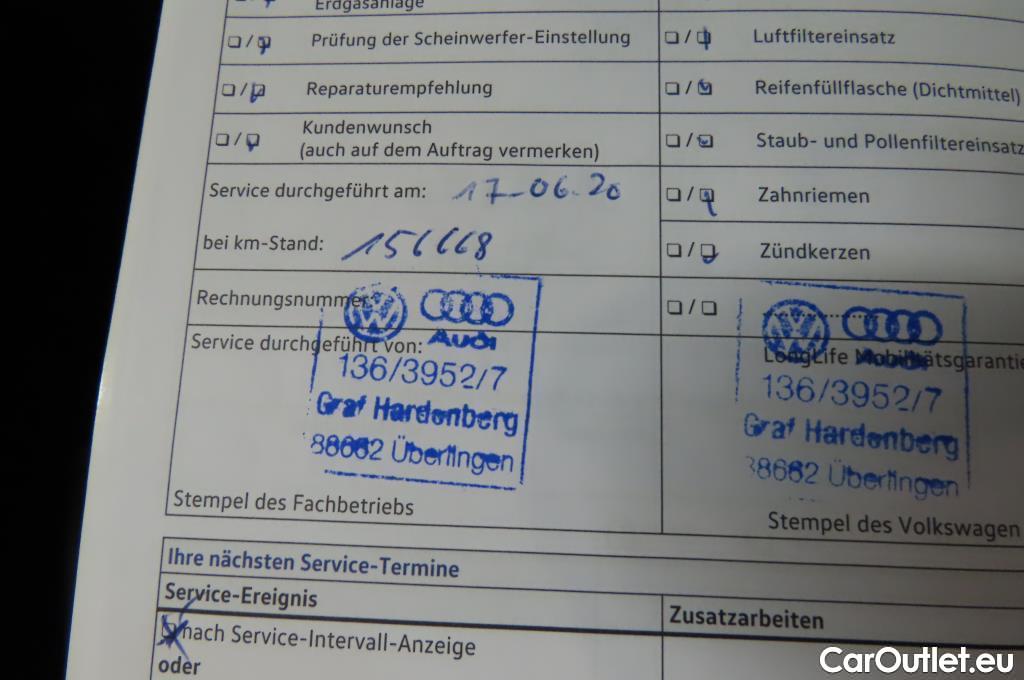 Erdgasanlage
Prüfung der Scheinwerfer-Einstellung
Luftfiltereinsatz
Reparaturempfehlung
Reifenfüllflasche (Dichtmittel)
Kundenwunsch
(auch auf dem Auftrag vermerken)
Staub- und Pollenfiltereinsatz
Service durchgeführt am: 17-06.20
Zahnriemen
bei km-Stand:
Zündkerzen
Rechnungsnummer:
Audi
Service durchgeführt von:
136/3952/7
Graf Hardenberg
88662 Überlingen
Stempel des Fachbetriebs
LongLife Mobilitätsgarantie
136/3952/7
Graf Hardenberg
88662 Überlingen
Stempel des Volkswagen
Ihre nächsten Service-Termine
Service-Ereignis
Zusatzarbeiten
nach Service-Intervall-Anzeige
oder
CarOutlet.eu